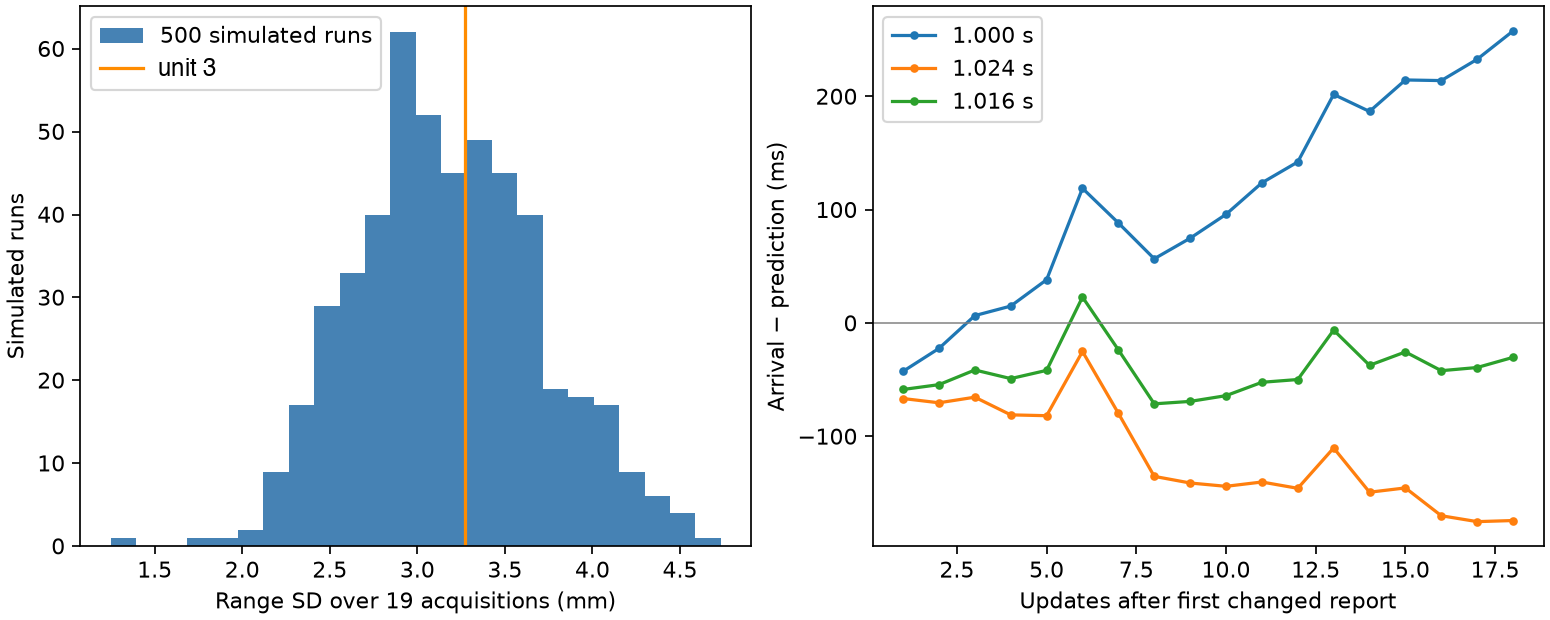 500 simulated runs
unit 3
60
50
40
30
20
10
0
Simulated runs
1.5 2.0 2.5 3.0 3.5 4.0 4.5
Range SD over 19 acquisitions (mm)
1.000 s
1.024 s
1.016 s
200
100
0
−100
Arrival − prediction (ms)
2.5 5.0 7.5 10.0 12.5 15.0 17.5
Updates after first changed report